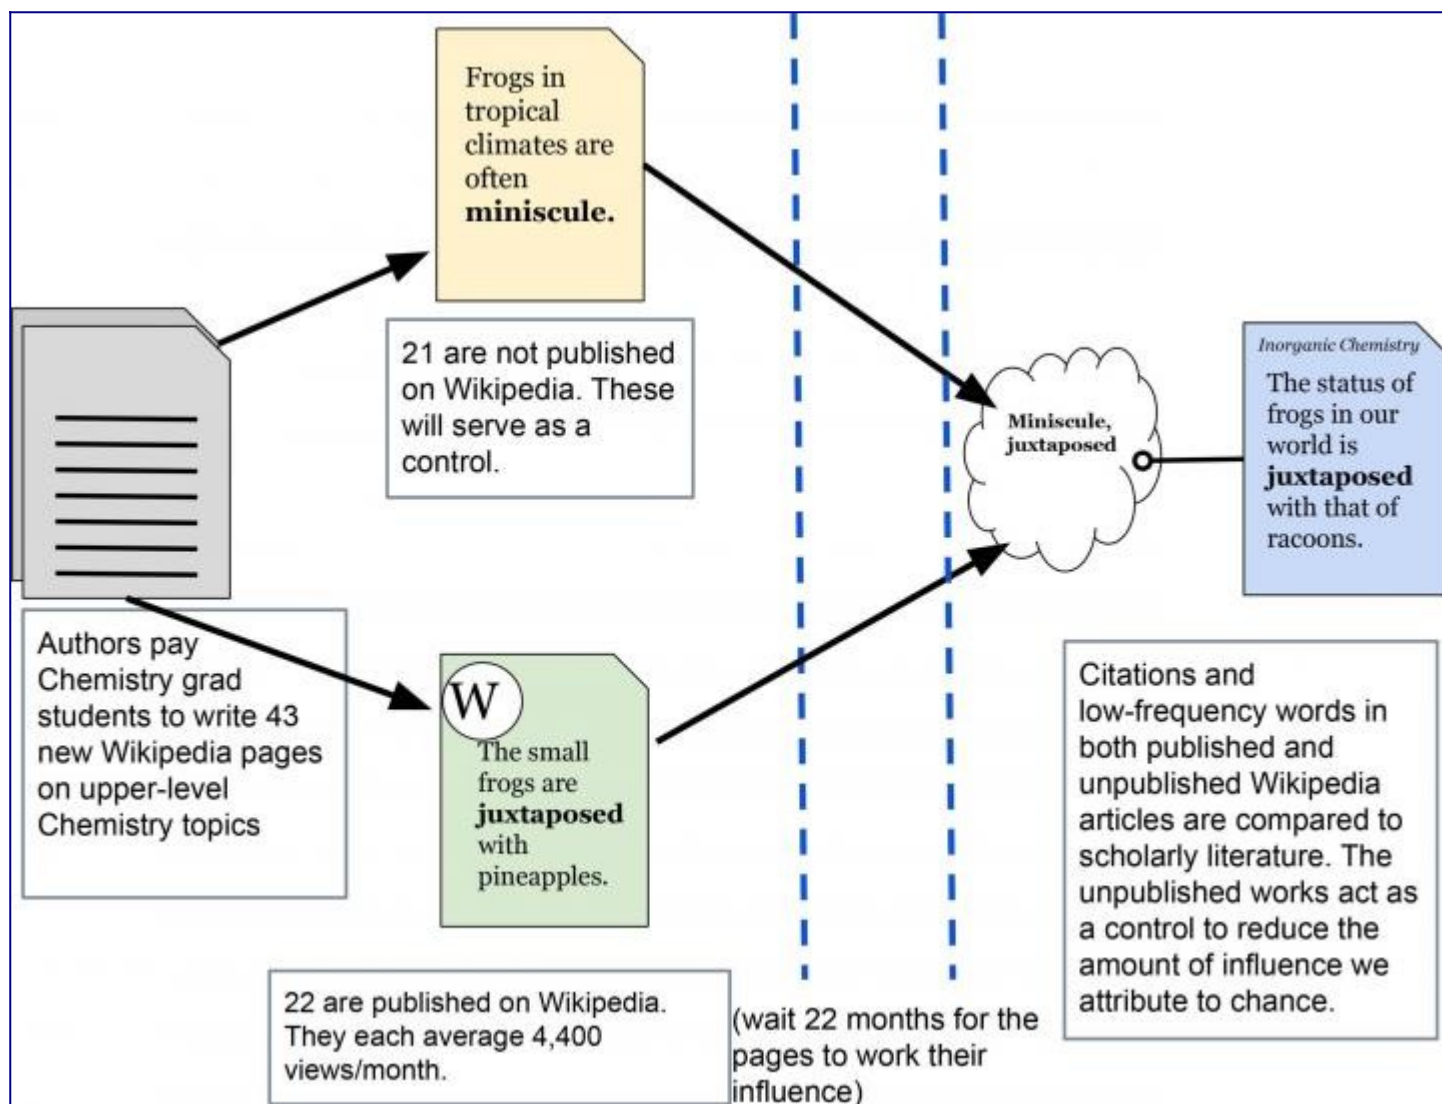 Frogs in
tropical
climates are
often
miniscule.
21 are not published
on Wikipedia. These
will serve as a
control.
Authors pay
Chemistry grad
students to write 43
new Wikipedia pages
on upper-level
Chemistry topics
W
The small
frogs are
juxtaposed
with
pineapples.
22 are published on Wikipedia.
They each average 4,400
views/month.
(wait 22 months for the
pages to work their
influence)
Miniscule,
juxtaposed
Inorganic Chemistry
The status of
frogs in our
world is
juxtaposed
with that of
racoons.
Citations and
low-frequency words in
both published and
unpublished Wikipedia
articles are compared to
scholarly literature. The
unpublished works act as
a control to reduce the
amount of influence we
attribute to chance.